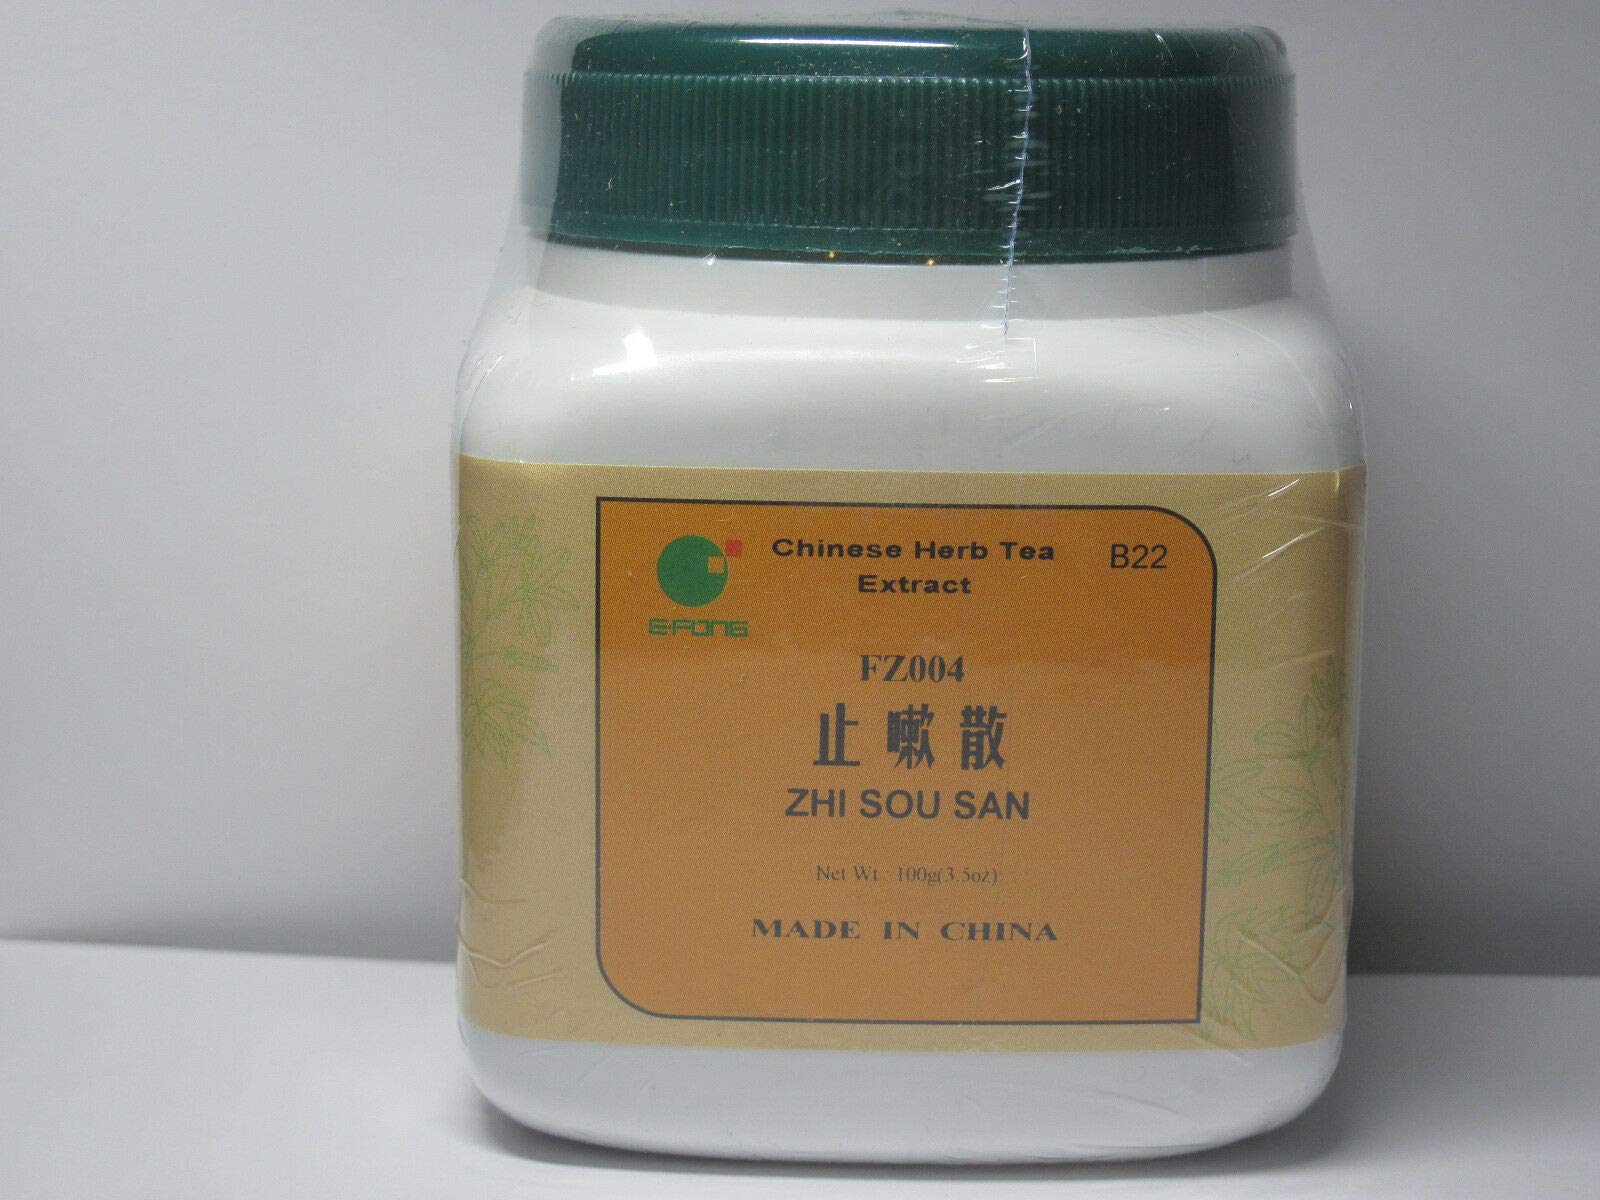 Chinese Herb Tea
Extract
B22
E-FONG
FZ004
止嗽散
ZHI SOU SAN
Net Wt 100g(3.5oz)
MADE IN CHINA